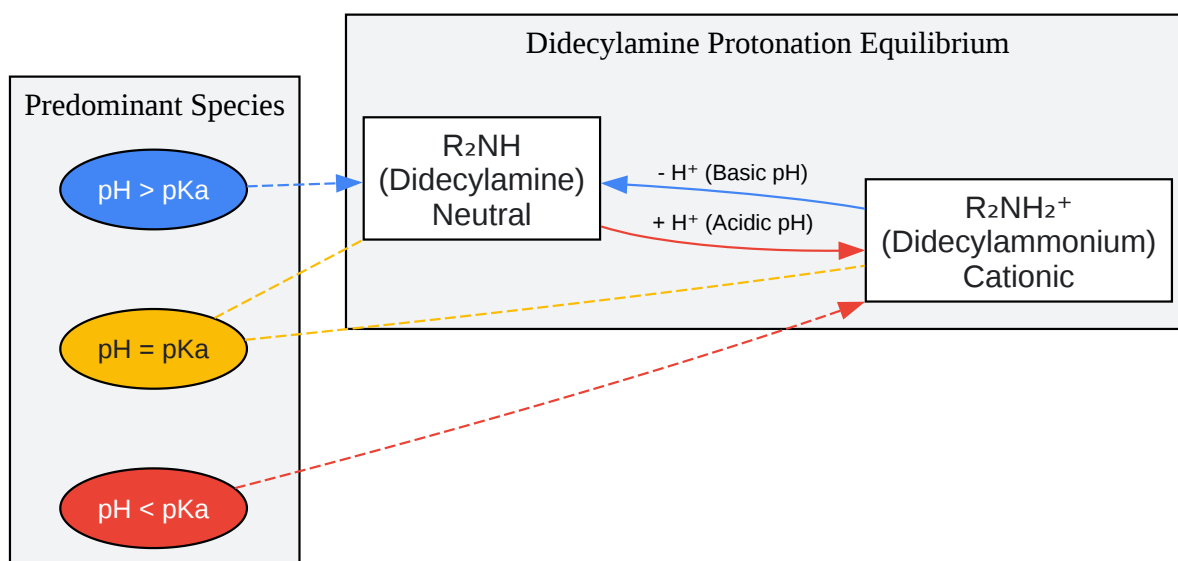 Didecylamine Protonation Equilibrium
Predominant Species
pH > pKa
pH = pKa
pH < pKa
R₂NH
(Didecylamine)
Neutral
- H⁺ (Basic pH)
+ H⁺ (Acidic pH)
R₂NH₂⁺
(Didecylammonium)
Cationic